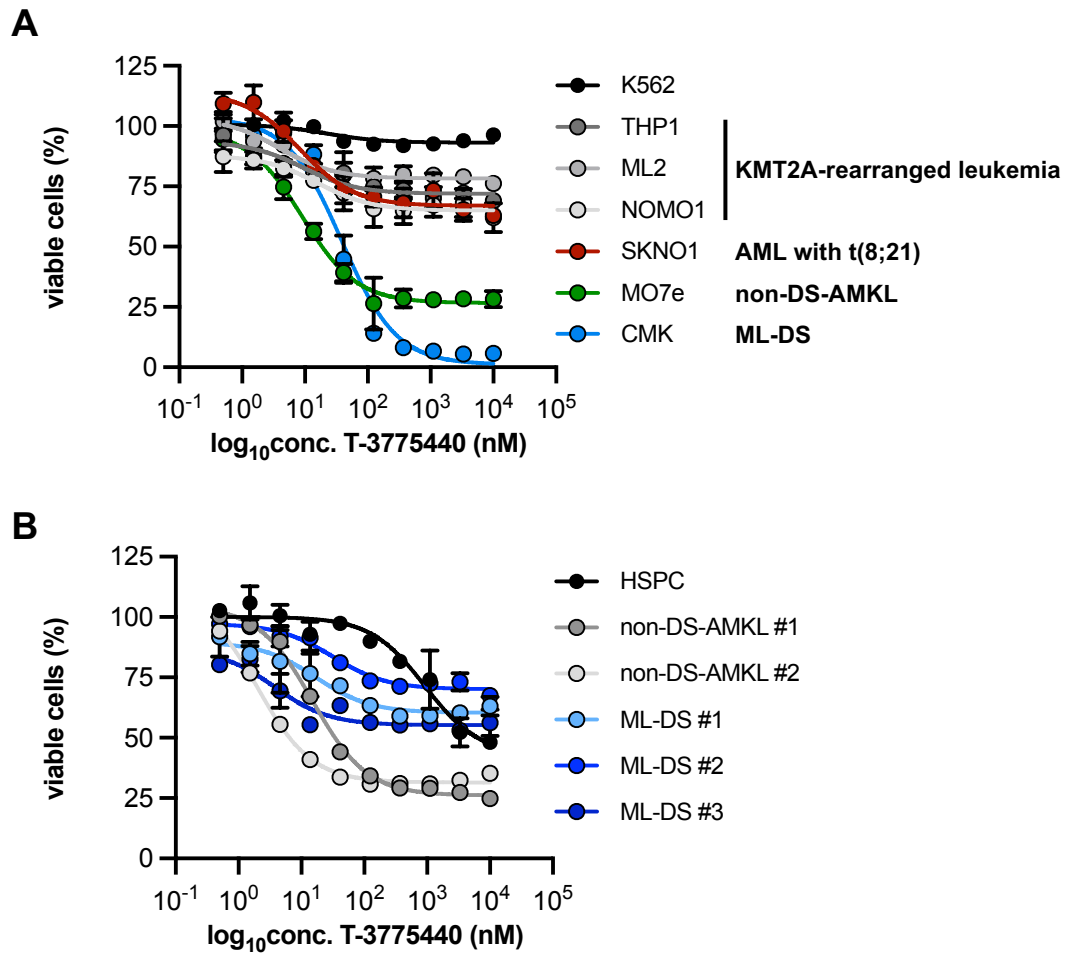 A
125
100
75
50
25
0
viable cells (%)
10-1 100 101 102 103 104 105
log10conc. T-3775440 (nM)
K562
THP1
ML2
NOMO1
KMT2A-rearranged leukemia
SKNO1 AML with t(8;21)
MO7e non-DS-AMKL
CMK ML-DS
B
125
100
75
50
25
0
viable cells (%)
10-1 100 101 102 103 104 105
log10conc. T-3775440 (nM)
HSPC
non-DS-AMKL #1
non-DS-AMKL #2
ML-DS #1
ML-DS #2
ML-DS #3